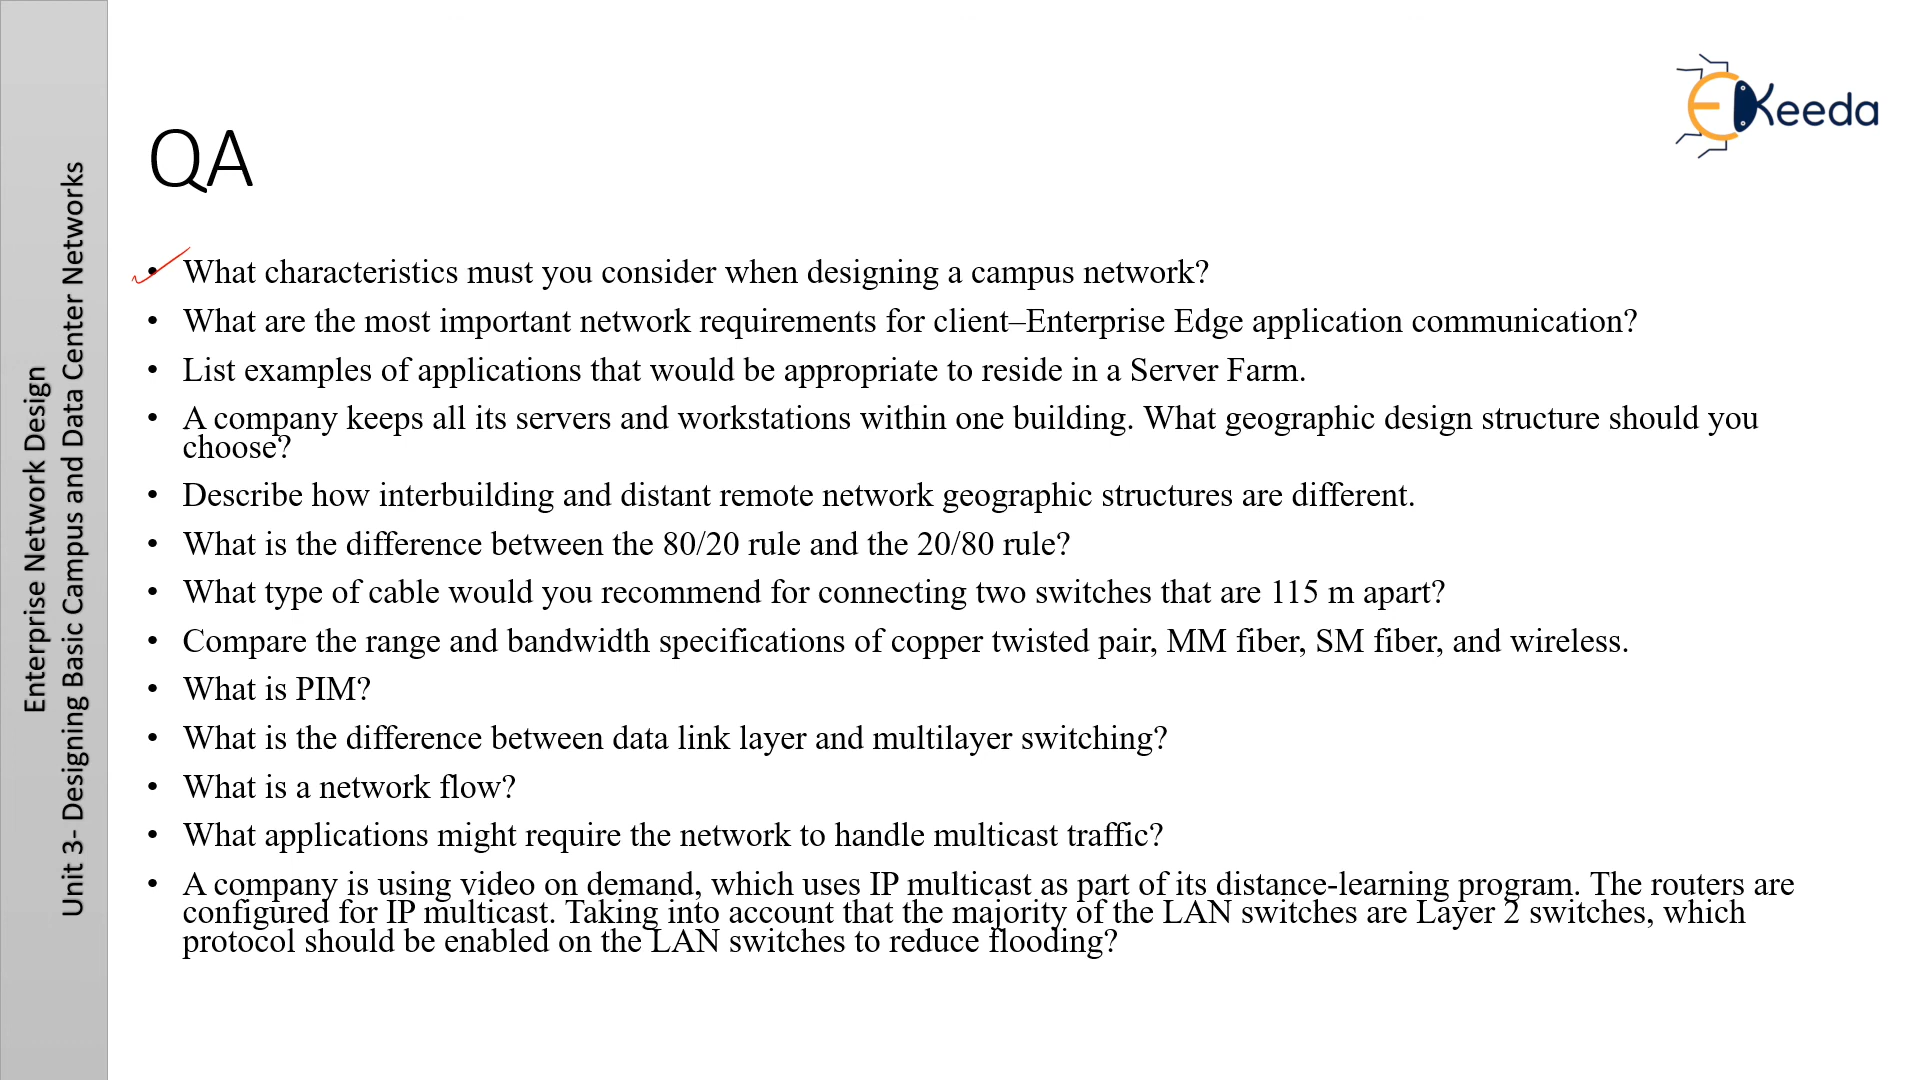 Enterprise Network Design
Unit 3- Designing Basic Campus and Data Center Networks
EKeeda
QA
• What characteristics must you consider when designing a campus network?
• What are the most important network requirements for client–Enterprise Edge application communication?
• List examples of applications that would be appropriate to reside in a Server Farm.
• A company keeps all its servers and workstations within one building. What geographic design structure should you
choose?
• Describe how interbuilding and distant remote network geographic structures are different.
• What is the difference between the 80/20 rule and the 20/80 rule?
• What type of cable would you recommend for connecting two switches that are 115 m apart?
• Compare the range and bandwidth specifications of copper twisted pair, MM fiber, SM fiber, and wireless.
• What is PIM?
• What is the difference between data link layer and multilayer switching?
• What is a network flow?
• What applications might require the network to handle multicast traffic?
• A company is using video on demand, which uses IP multicast as part of its distance-learning program. The routers are
configured for IP multicast. Taking into account that the majority of the LAN switches are Layer 2 switches, which
protocol should be enabled on the LAN switches to reduce flooding?